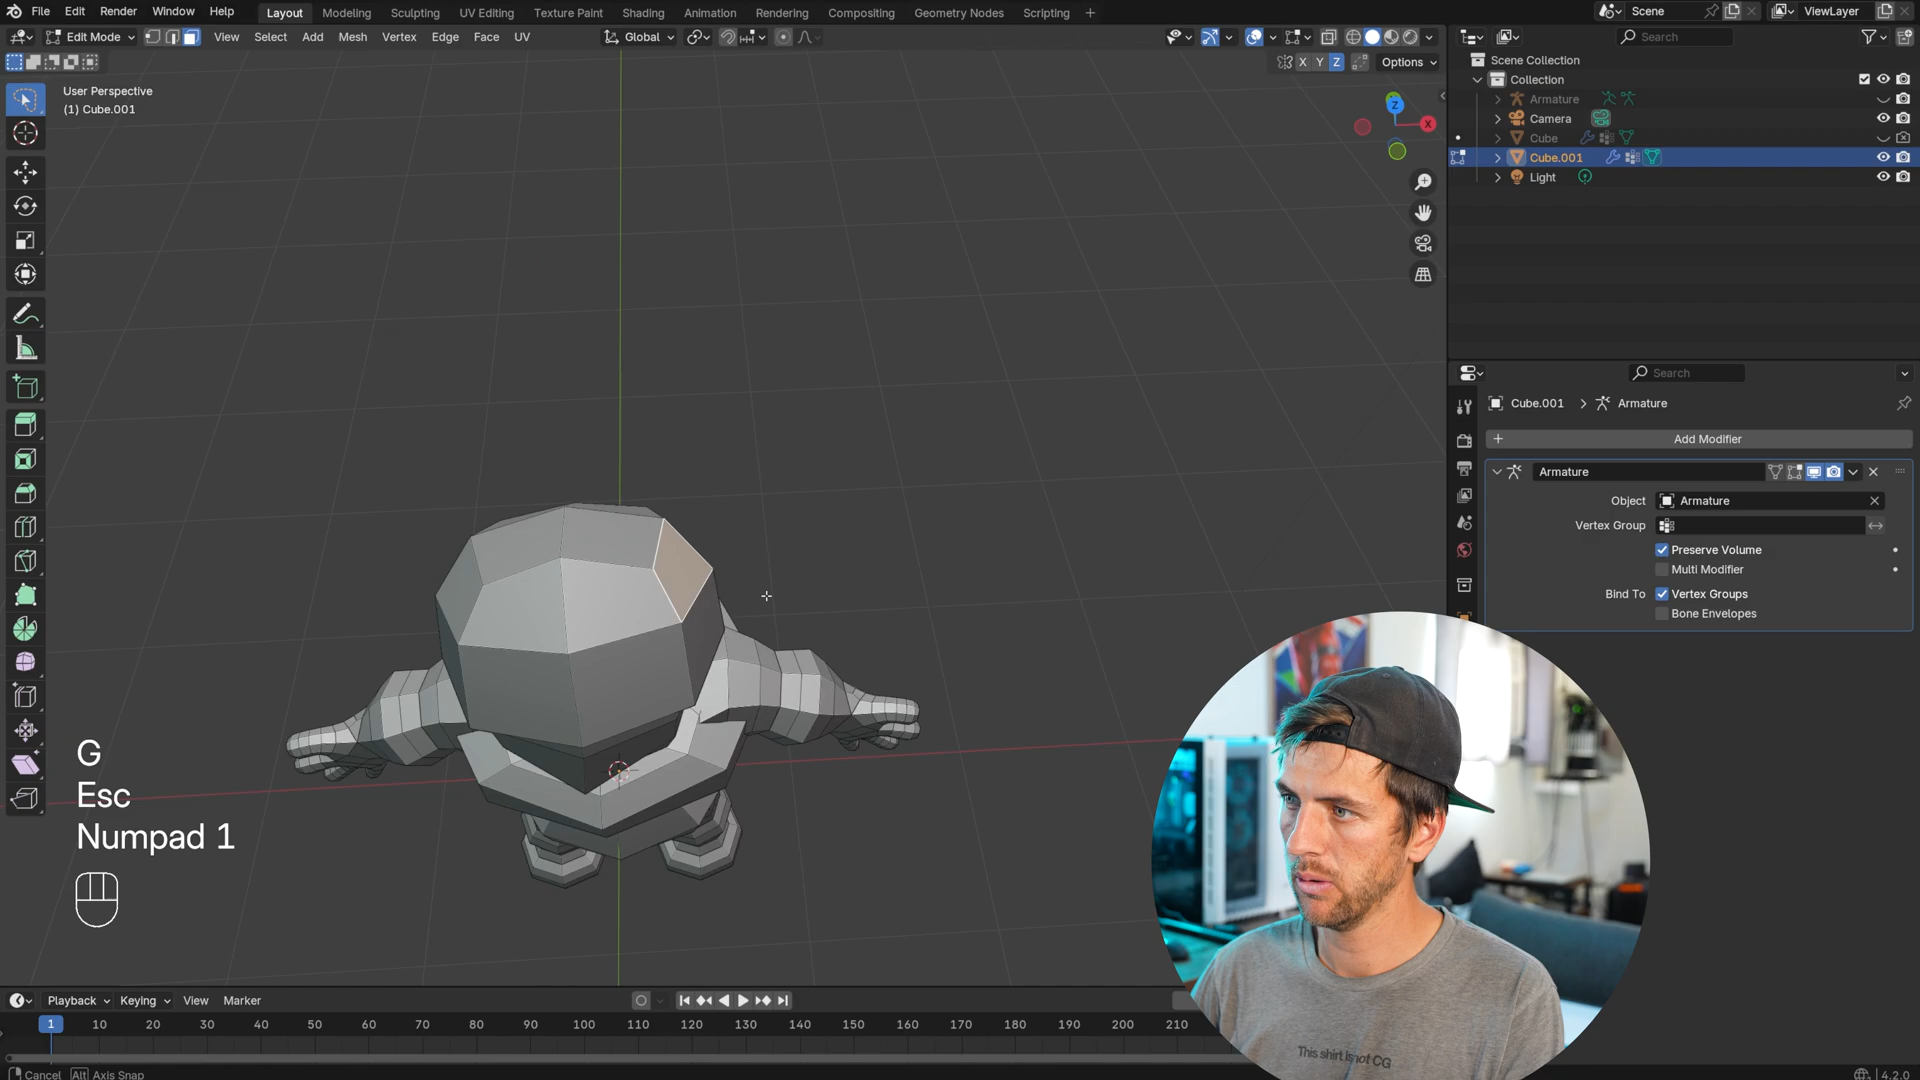 File Edit Render Window Help Layout Modeling Sculpting UV Editing Texture Paint Shading Animation Rendering Compositing Geometry Nodes Scripting + Scene ViewLayer
Edit Mode View Select Add Mesh Vertex Edge Face UV Global Search
X Y Z Options
User Perspective
(1) Cube.001
Scene Collection
Collection
Armature
Camera
Cube
Cube.001
Light
Z
X
Search
Cube.001 > Armature
+ Add Modifier
Armature
Object Armature
Vertex Group
Preserve Volume
Multi Modifier
Bind To Vertex Groups
Bone Envelopes
G
Esc
Numpad 1
This shirt is not CG
Playback Keying View Marker
1 10 20 30 40 50 60 70 80 90 100 110 120 130 140 150 160 170 180 190 200 210
Cancel Alt Axis Snap
4.2.0